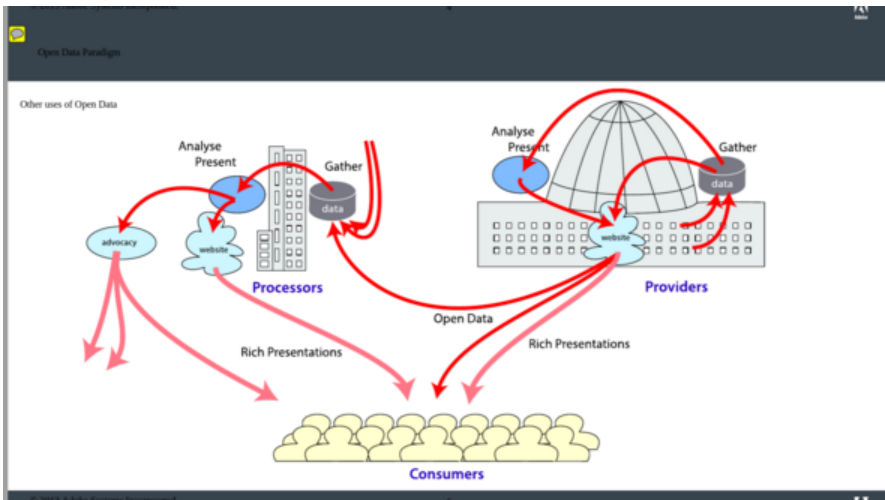 Open Data Paradigm
Other uses of Open Data
Analyse
Present
Gather
data
advocacy
website
Processors
Analyse
Present
Gather
data
website
Providers
Open Data
Rich Presentations
Rich Presentations
Consumers